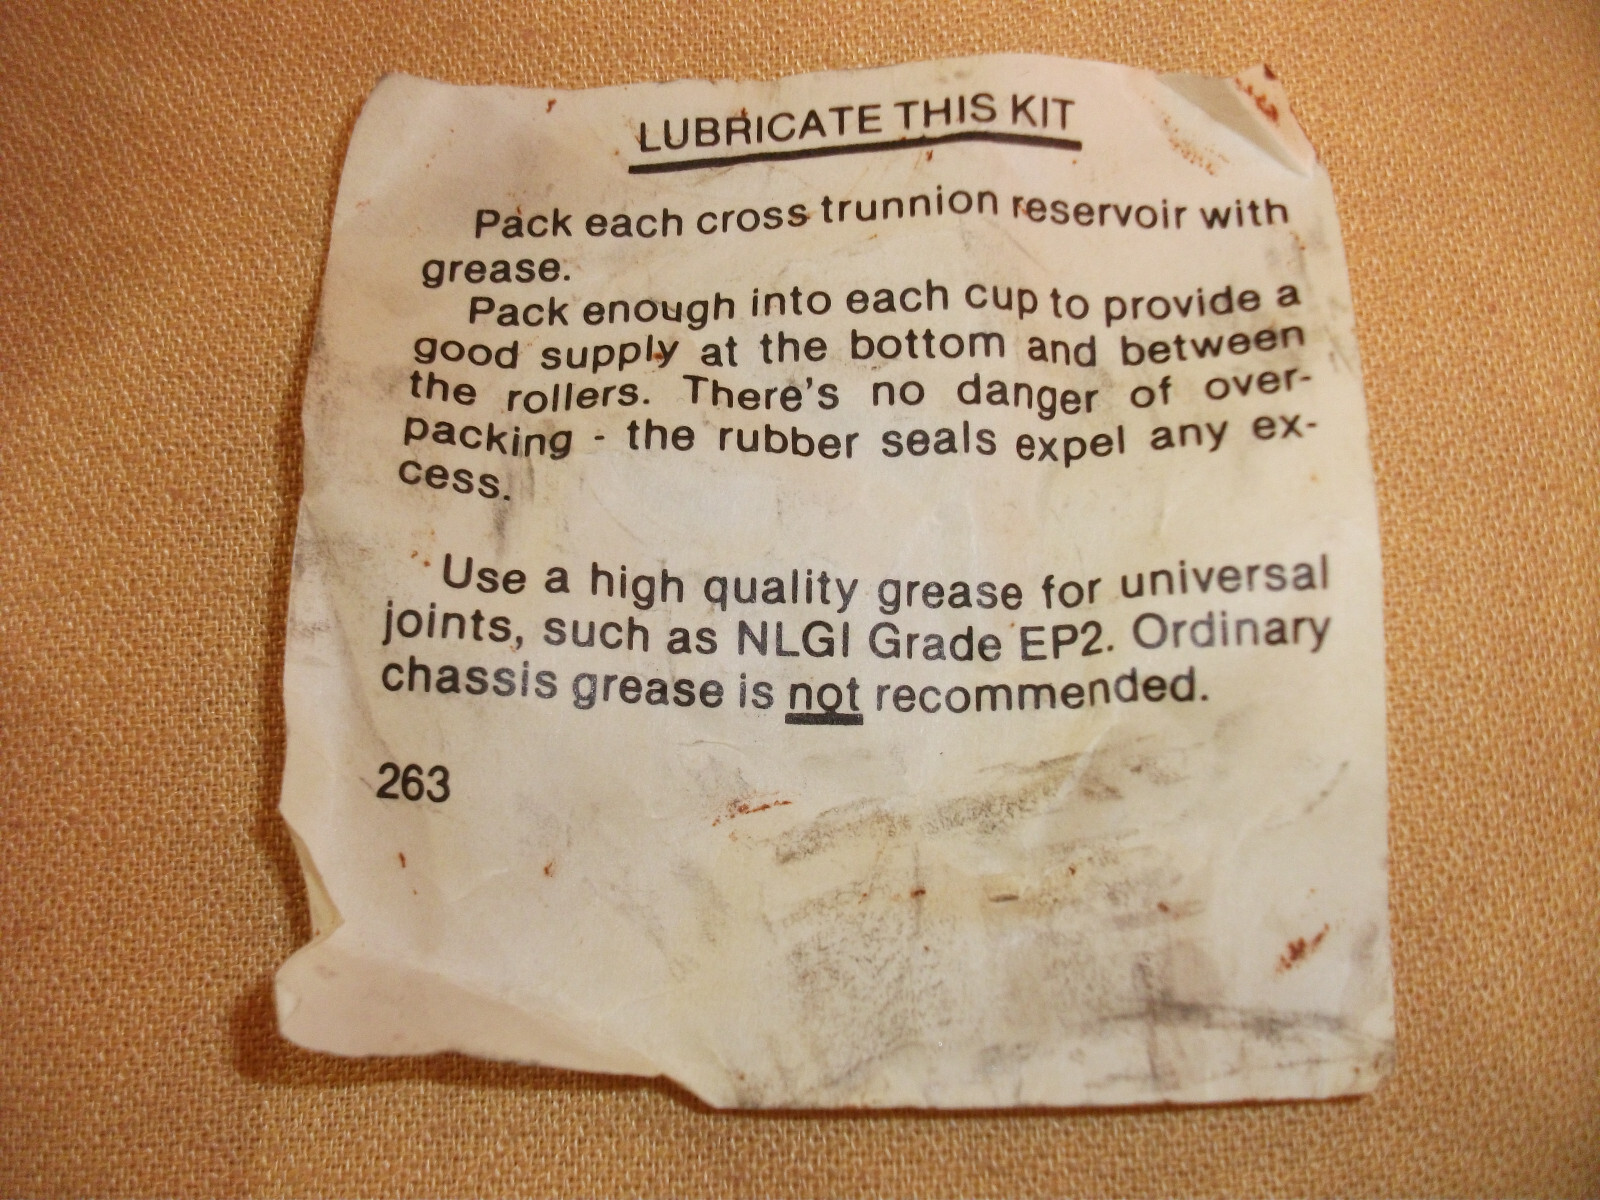 LUBRICATE THIS KIT
Pack each cross trunnion reservoir with
grease.
Pack enough into each cup to provide a
good supply at the bottom and between
the rollers. There's no danger of over-
packing - the rubber seals expel any ex-
cess.
Use a high quality grease for universal
joints, such as NLGI Grade EP2. Ordinary
chassis grease is not recommended.
263